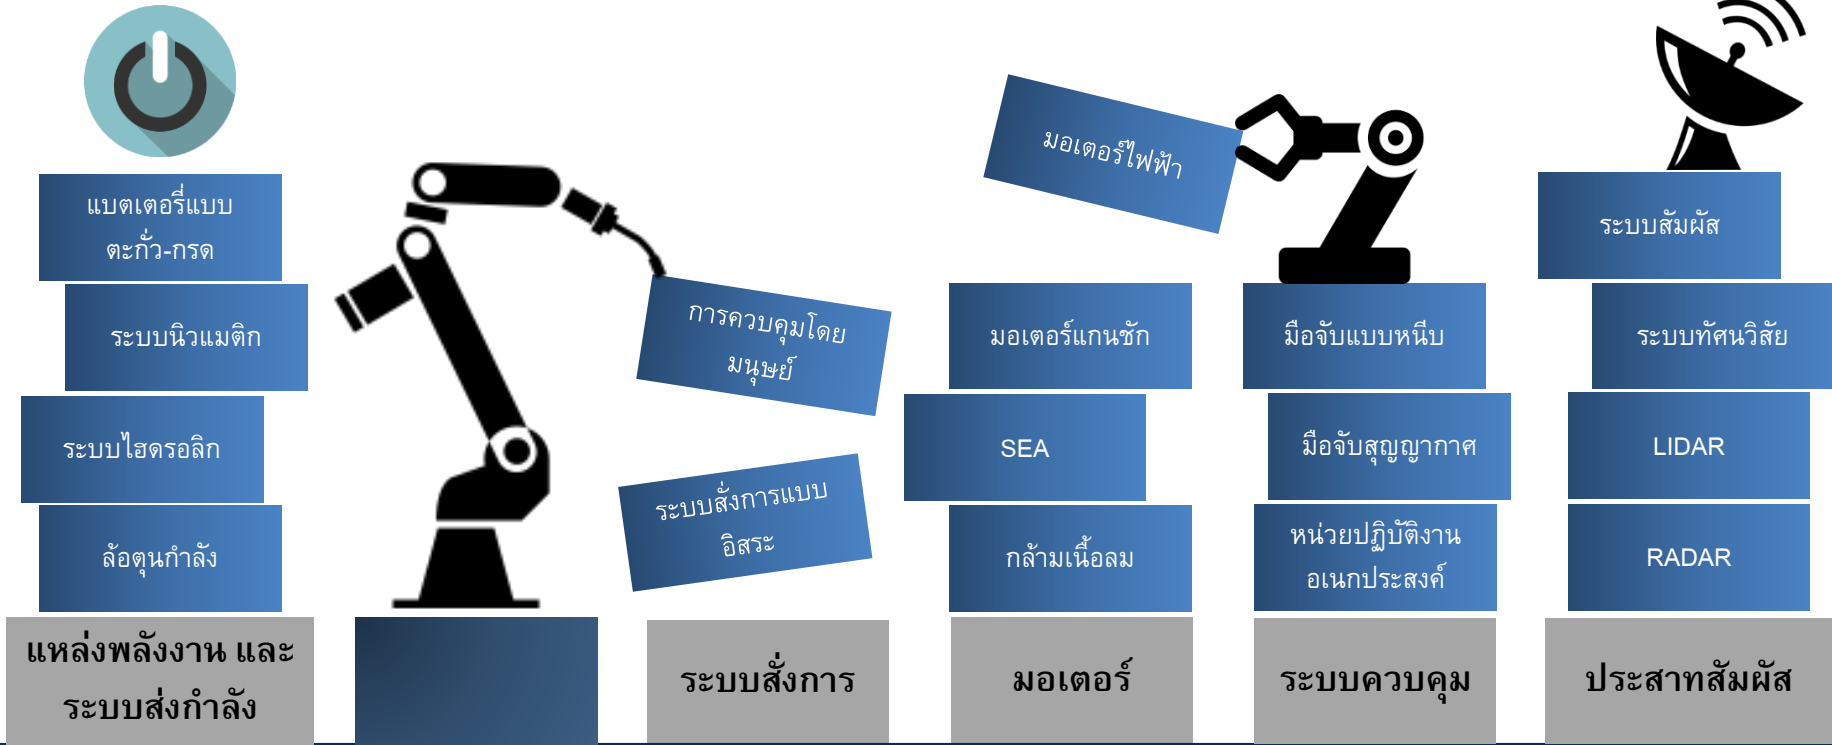 แบตเตอรี่แบบ
ตะกั่ว-กรด
ระบบนิวแมติก
ระบบไฮดรอลิก
ล้อตุนกำลัง
แหล่งพลังงาน และ
ระบบส่งกำลัง
การควบคุมโดย
มนุษย์
ระบบสั่งการแบบ
อิสระ
ระบบสั่งการ
มอเตอร์ไฟฟ้า
มอเตอร์แกนชัก
SEA
กล้ามเนื้อลม
มอเตอร์
มือจับแบบหนีบ
มือจับสุญญากาศ
หน่วยปฏิบัติงาน
อเนกประสงค์
ระบบควบคุม
ระบบสัมผัส
ระบบทัศนวิสัย
LIDAR
RADAR
ประสาทสัมผัส